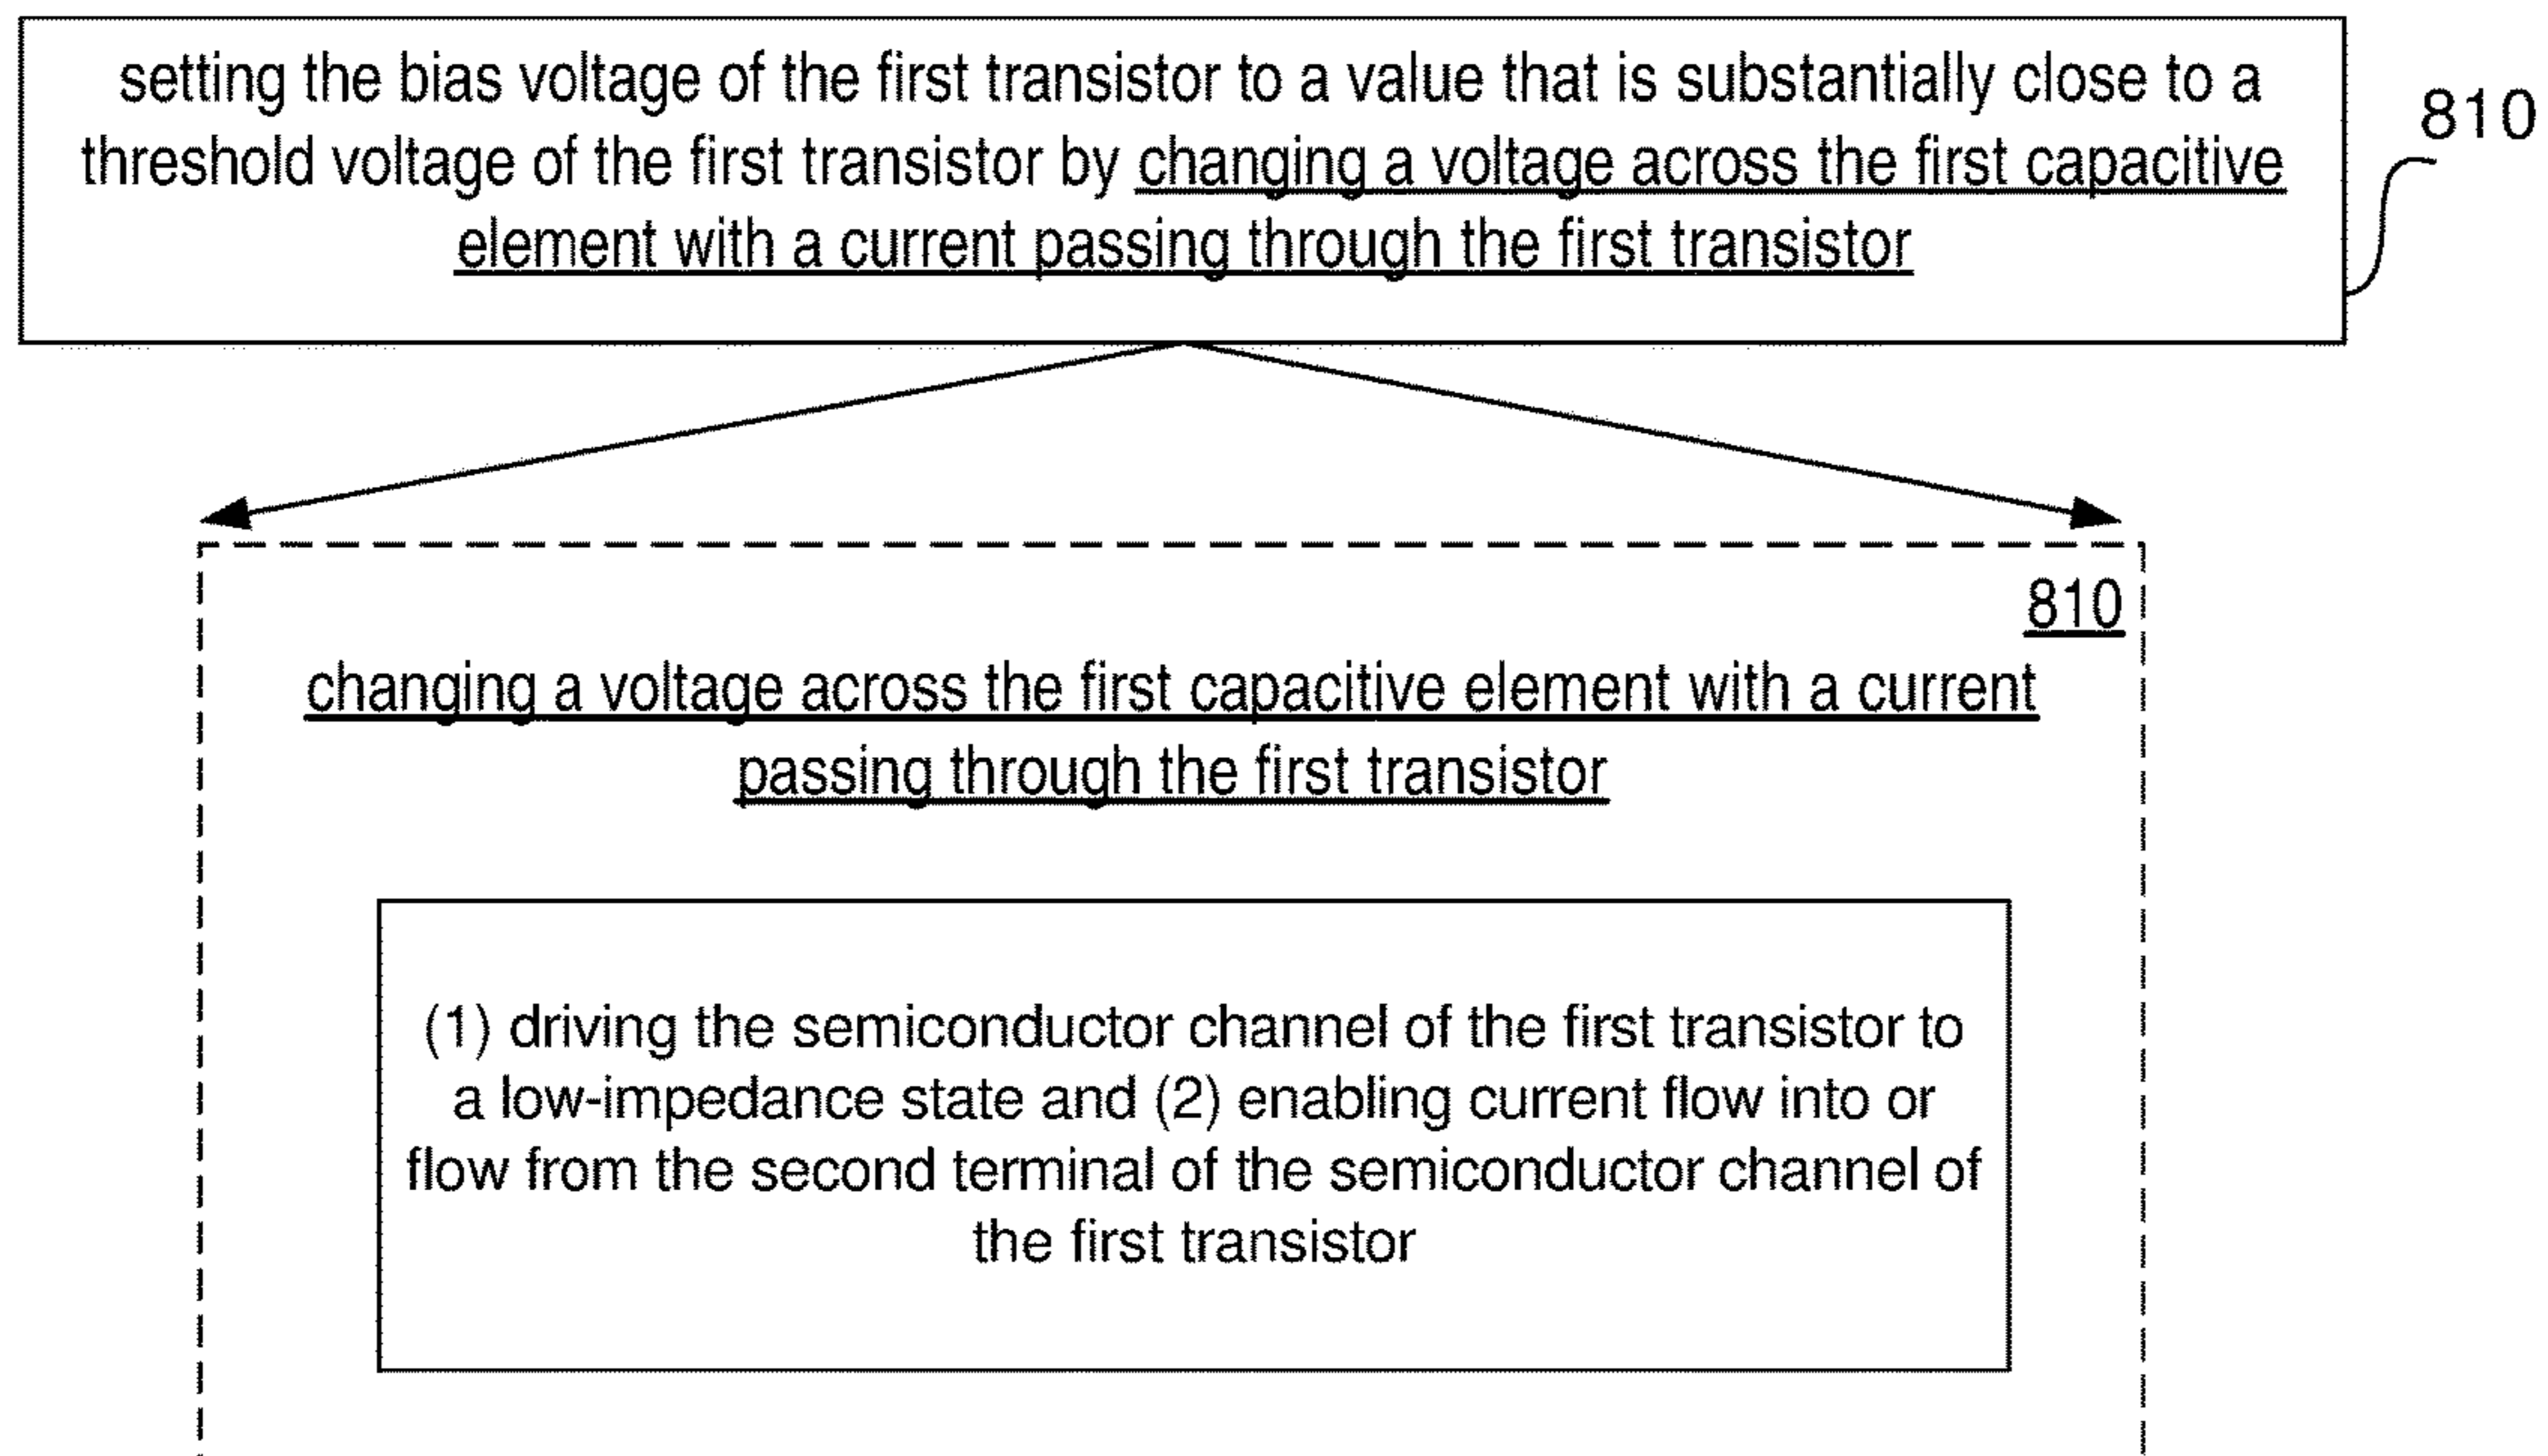 setting the bias voltage of the first transistor to a value that is substantially close to a
threshold voltage of the first transistor by changing a voltage across the first capacitive
element with a current passing through the first transistor
810
810
changing a voltage across the first capacitive element with a current
passing through the first transistor
(1) driving the semiconductor channel of the first transistor to
a low-impedance state and (2) enabling current flow into or
flow from the second terminal of the semiconductor channel of
the first transistor